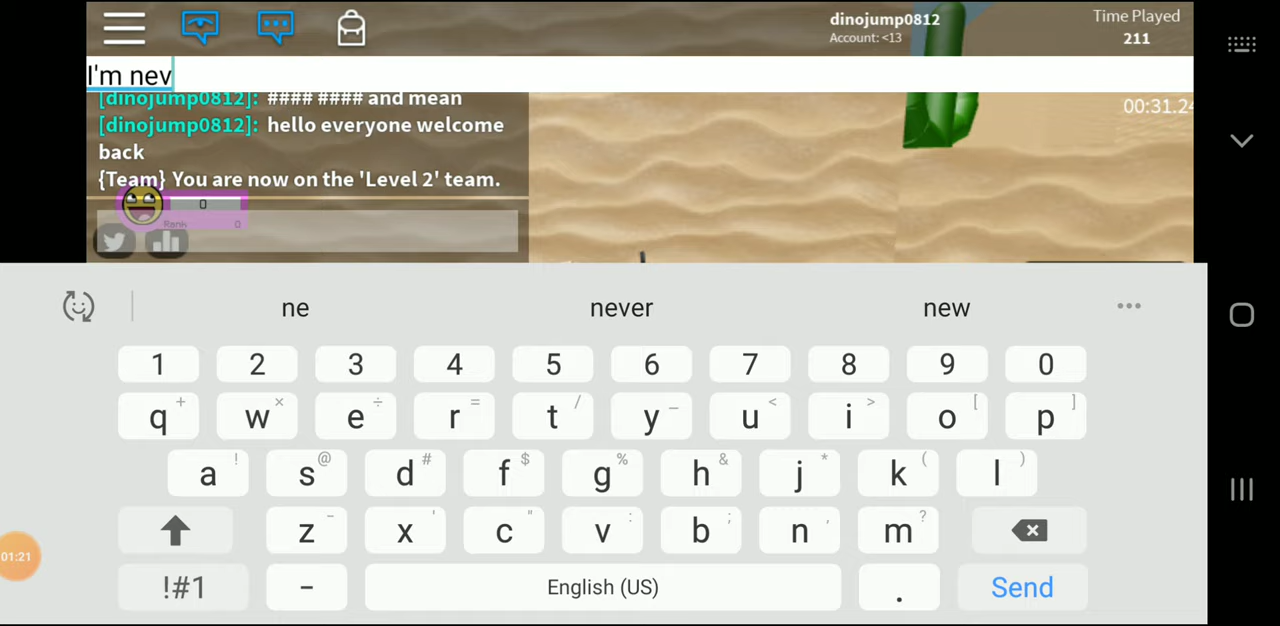 dinojump0812
Account: <13
Time Played
211
I'm nev
[dinojump0812]: #### #### and mean
00:31.24
[dinojump0812]: hello everyone welcome
back
{Team} You are now on the 'Level 2' team.
0
Rank 0
ne never new
1 2 3 4 5 6 7 8 9 0
q + w × e ÷ r = t / y _ u < i > o [ p ]
a ! s @ d # f $ g % h & j * k ( l )
z - x ' c " v : b ; n , m ?
01:21
!#1 - English (US) . Send